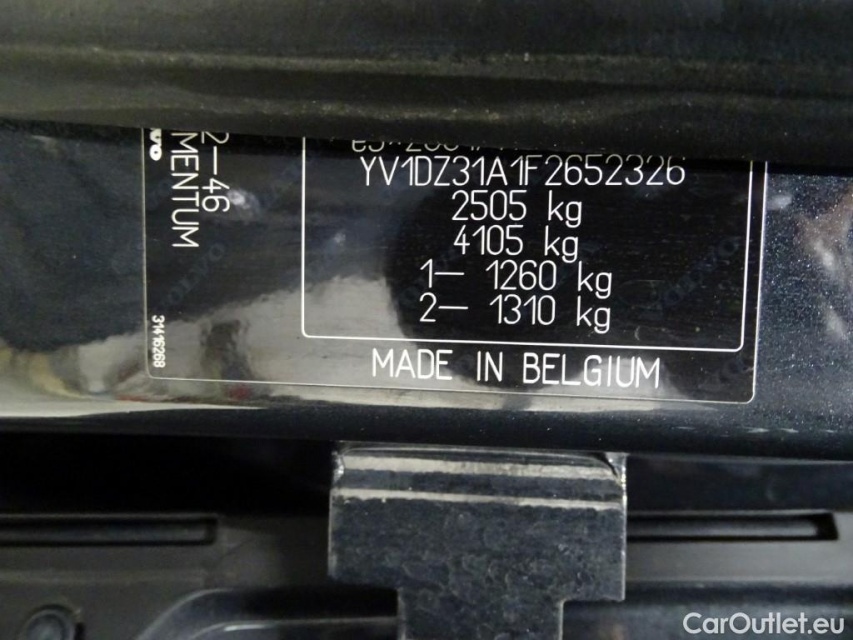 YV1DZ31A1F2652326
2505 kg
4105 kg
1— 1260 kg
2— 1310 kg
MADE IN BELGIUM
2—46
MENTUM
VOLVO
31416268
CarOutlet.eu